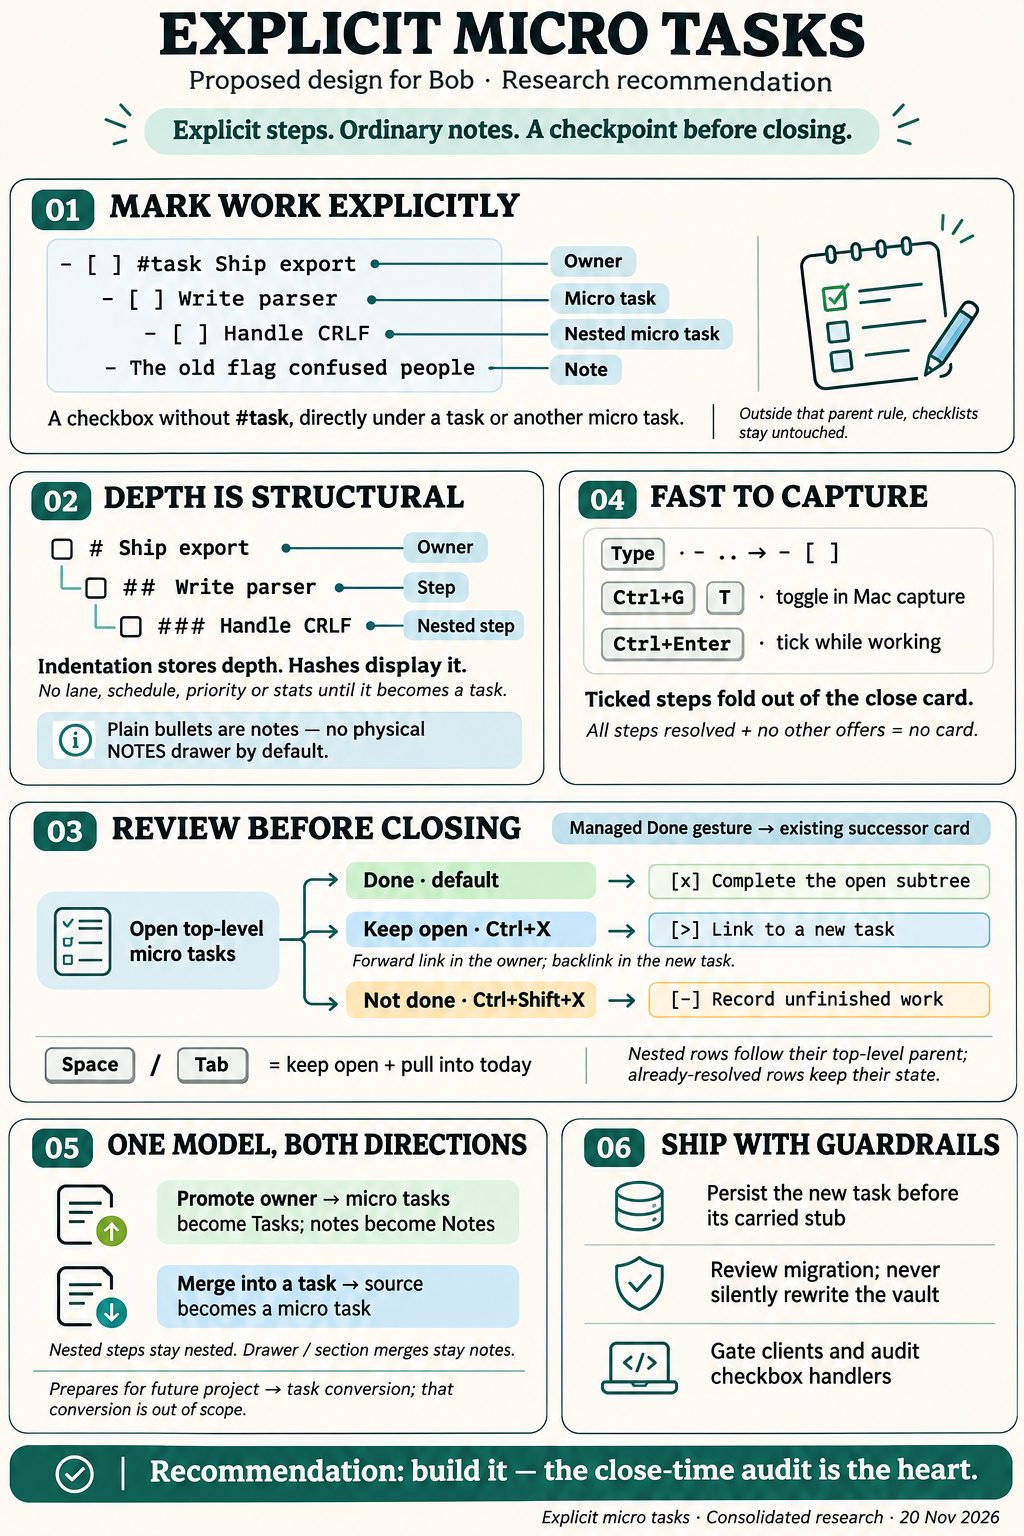 EXPLICIT MICRO TASKS
Proposed design for Bob · Research recommendation
Explicit steps. Ordinary notes. A checkpoint before closing.
01 MARK WORK EXPLICITLY
- [ ] #task Ship export
Owner
- [ ] Write parser
Micro task
- [ ] Handle CRLF
Nested micro task
- The old flag confused people
Note
A checkbox without #task, directly under a task or another micro task.
Outside that parent rule, checklists
stay untouched.
02 DEPTH IS STRUCTURAL
# Ship export
Owner
## Write parser
Step
### Handle CRLF
Nested step
Indentation stores depth. Hashes display it.
No lane, schedule, priority or stats until it becomes a task.
Plain bullets are notes — no physical
NOTES drawer by default.
04 FAST TO CAPTURE
Type · - .. → - [ ]
Ctrl+G T · toggle in Mac capture
Ctrl+Enter · tick while working
Ticked steps fold out of the close card.
All steps resolved + no other offers = no card.
03 REVIEW BEFORE CLOSING
Managed Done gesture → existing successor card
Open top-level
micro tasks
Done · default → [x] Complete the open subtree
Keep open · Ctrl+X → [>] Link to a new task
Forward link in the owner; backlink in the new task.
Not done · Ctrl+Shift+X → [-] Record unfinished work
Space / Tab = keep open + pull into today
Nested rows follow their top-level parent;
already-resolved rows keep their state.
05 ONE MODEL, BOTH DIRECTIONS
Promote owner → micro tasks
become Tasks; notes become Notes
Merge into a task → source
becomes a micro task
Nested steps stay nested. Drawer / section merges stay notes.
Prepares for future project → task conversion; that
conversion is out of scope.
06 SHIP WITH GUARDRAILS
Persist the new task before
its carried stub
Review migration; never
silently rewrite the vault
</>
Gate clients and audit
checkbox handlers
Recommendation: build it — the close-time audit is the heart.
Explicit micro tasks · Consolidated research · 20 Nov 2026